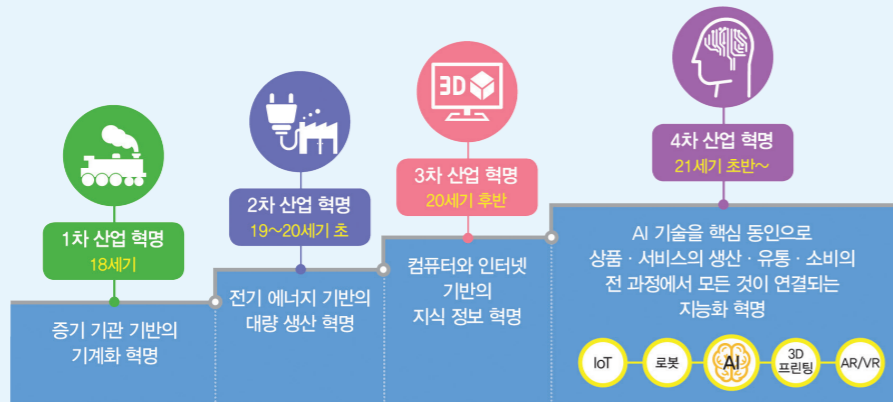 1차 산업 혁명
18세기
증기 기관 기반의
기계화 혁명
2차 산업 혁명
19~20세기 초
전기 에너지 기반의
대량 생산 혁명
3D
3차 산업 혁명
20세기 후반
컴퓨터와 인터넷
기반의
지식 정보 혁명
4차 산업 혁명
21세기 초반~
AI 기술을 핵심 동인으로
상품·서비스의 생산·유통·소비의
전 과정에서 모든 것이 연결되는
지능화 혁명
IoT
로봇
AI
3D
프린팅
AR/VR